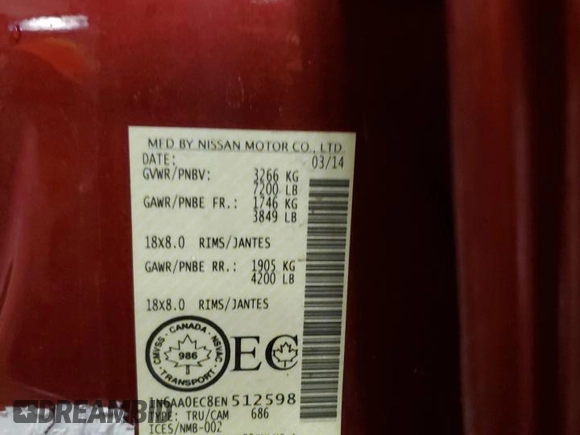 MFD BY NISSAN MOTOR CO., LTD.
DATE: 03/14
GVWR/PNBV: 3266 KG
7200 LB
GAWR/PNBE FR.: 1746 KG
3849 LB
18x8.0 RIMS/JANTES
GAWR/PNBE RR.: 1905 KG
4200 LB
18x8.0 RIMS/JANTES
CANADA
CMVSS NSVAC
986
TRANSPORT
EC
1N6AA0EC8EN 512598
TYPE: TRU/CAM 686
ICES/NMB-002